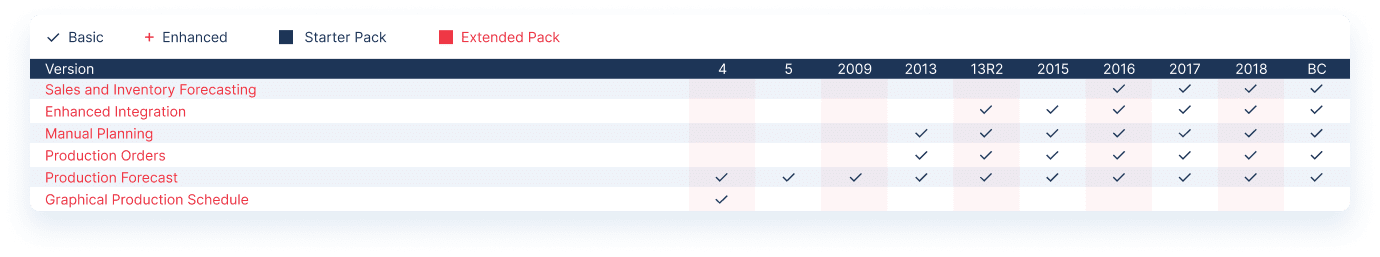 ✓ Basic + Enhanced Starter Pack Extended Pack
Version 4 5 2009 2013 13R2 2015 2016 2017 2018 BC
Sales and Inventory Forecasting ✓ ✓ ✓ ✓
Enhanced Integration ✓ ✓ ✓ ✓ ✓ ✓
Manual Planning ✓ ✓ ✓ ✓ ✓ ✓ ✓
Production Orders ✓ ✓ ✓ ✓ ✓ ✓ ✓
Production Forecast ✓ ✓ ✓ ✓ ✓ ✓ ✓ ✓ ✓ ✓
Graphical Production Schedule ✓